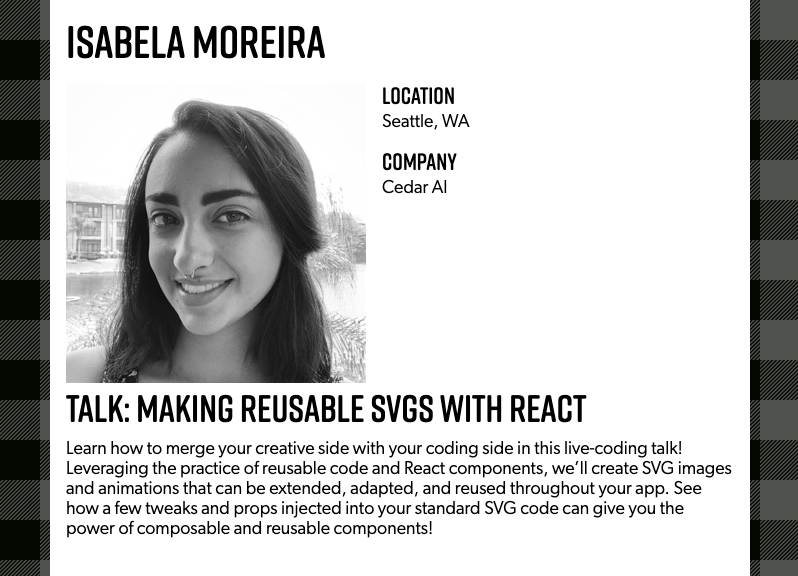 ISABELA MOREIRA
LOCATION
Seattle, WA
COMPANY
Cedar AI
TALK: MAKING REUSABLE SVGS WITH REACT
Learn how to merge your creative side with your coding side in this live-coding talk!
Leveraging the practice of reusable code and React components, we’ll create SVG images
and animations that can be extended, adapted, and reused throughout your app. See
how a few tweaks and props injected into your standard SVG code can give you the
power of composable and reusable components!